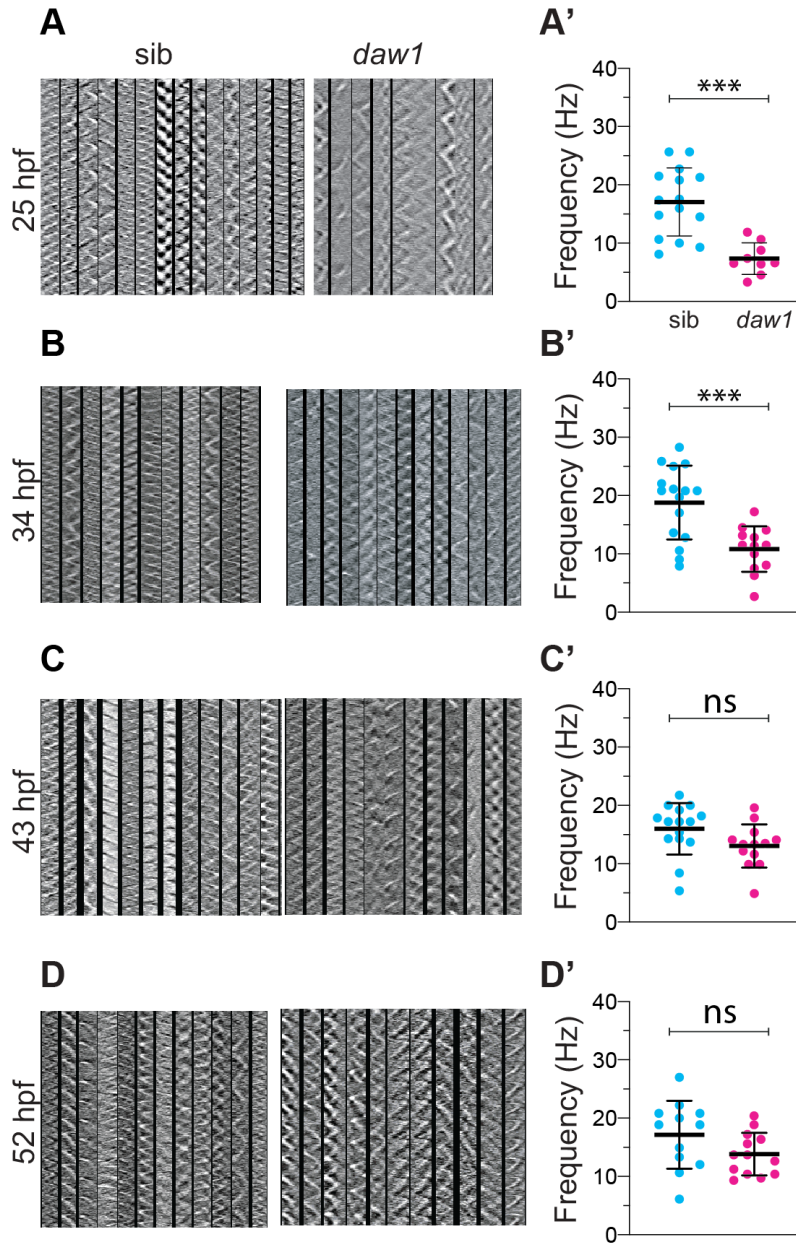 A
sib
daw1
25 hpf
A’
Frequency (Hz)
40
30
20
10
0
***
sib
daw1
B
34 hpf
B’
Frequency (Hz)
40
30
20
10
0
***
C
43 hpf
C’
Frequency (Hz)
40
30
20
10
0
ns
D
52 hpf
D’
Frequency (Hz)
40
30
20
10
0
ns